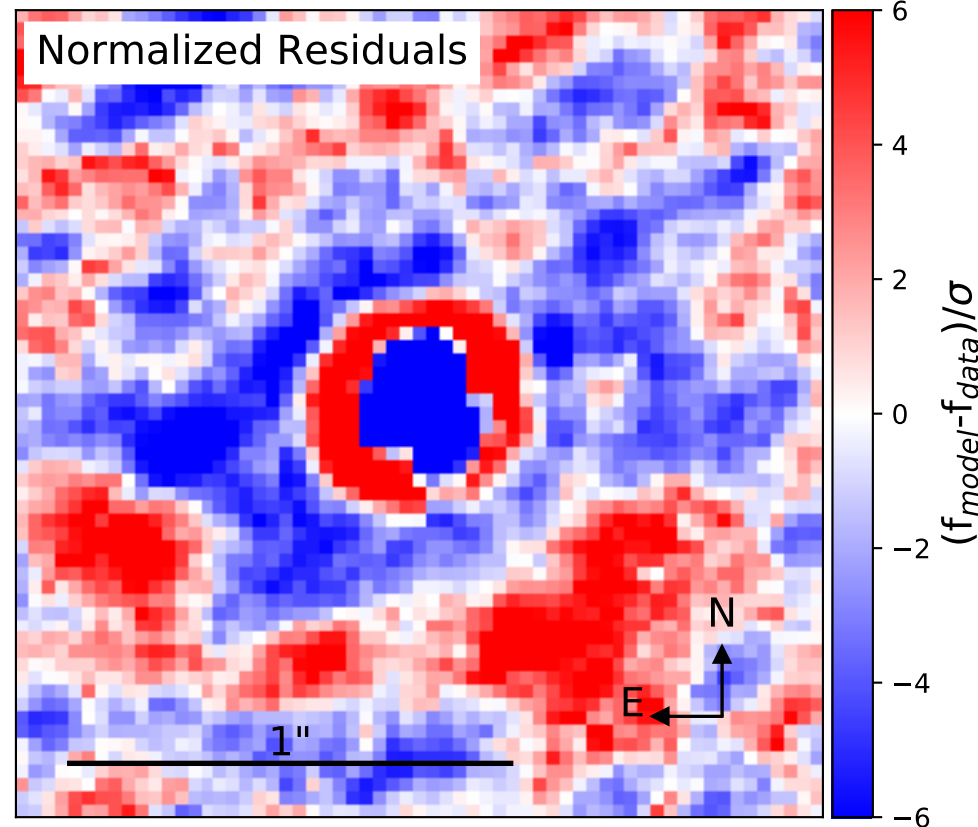 Normalized Residuals
6
4
2
0
−2
−4
−6
(f_model-f_data)/σ
N
E
1"